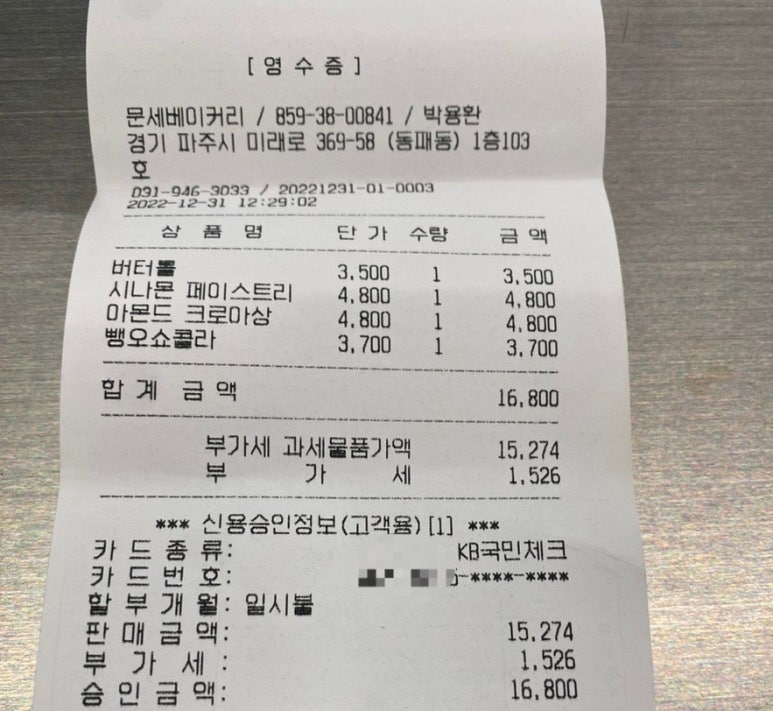 [ 영 수 증 ]
문세베이커리 / 859-38-00841 / 박용환
경기 파주시 미래로 369-58 (동패동) 1층103
호
031-946-3033 / 20221231-01-0003
2022-12-31 12:29:02
상 품 명 단 가 수량 금 액
버터롤 3,500 1 3,500
시나몬 페이스트리 4,800 1 4,800
아몬드 크로아상 4,800 1 4,800
뺑오쇼콜라 3,700 1 3,700
합 계 금 액 16,800
부가세 과세물품가액 15,274
부 가 세 1,526
*** 신용승인정보(고객용)[1] ***
카 드 종 류: KB국민체크
카 드 번 호: -****-****
할 부 개 월: 일시불
판 매 금 액: 15,274
부 가 세 : 1,526
승 인 금 액: 16,800